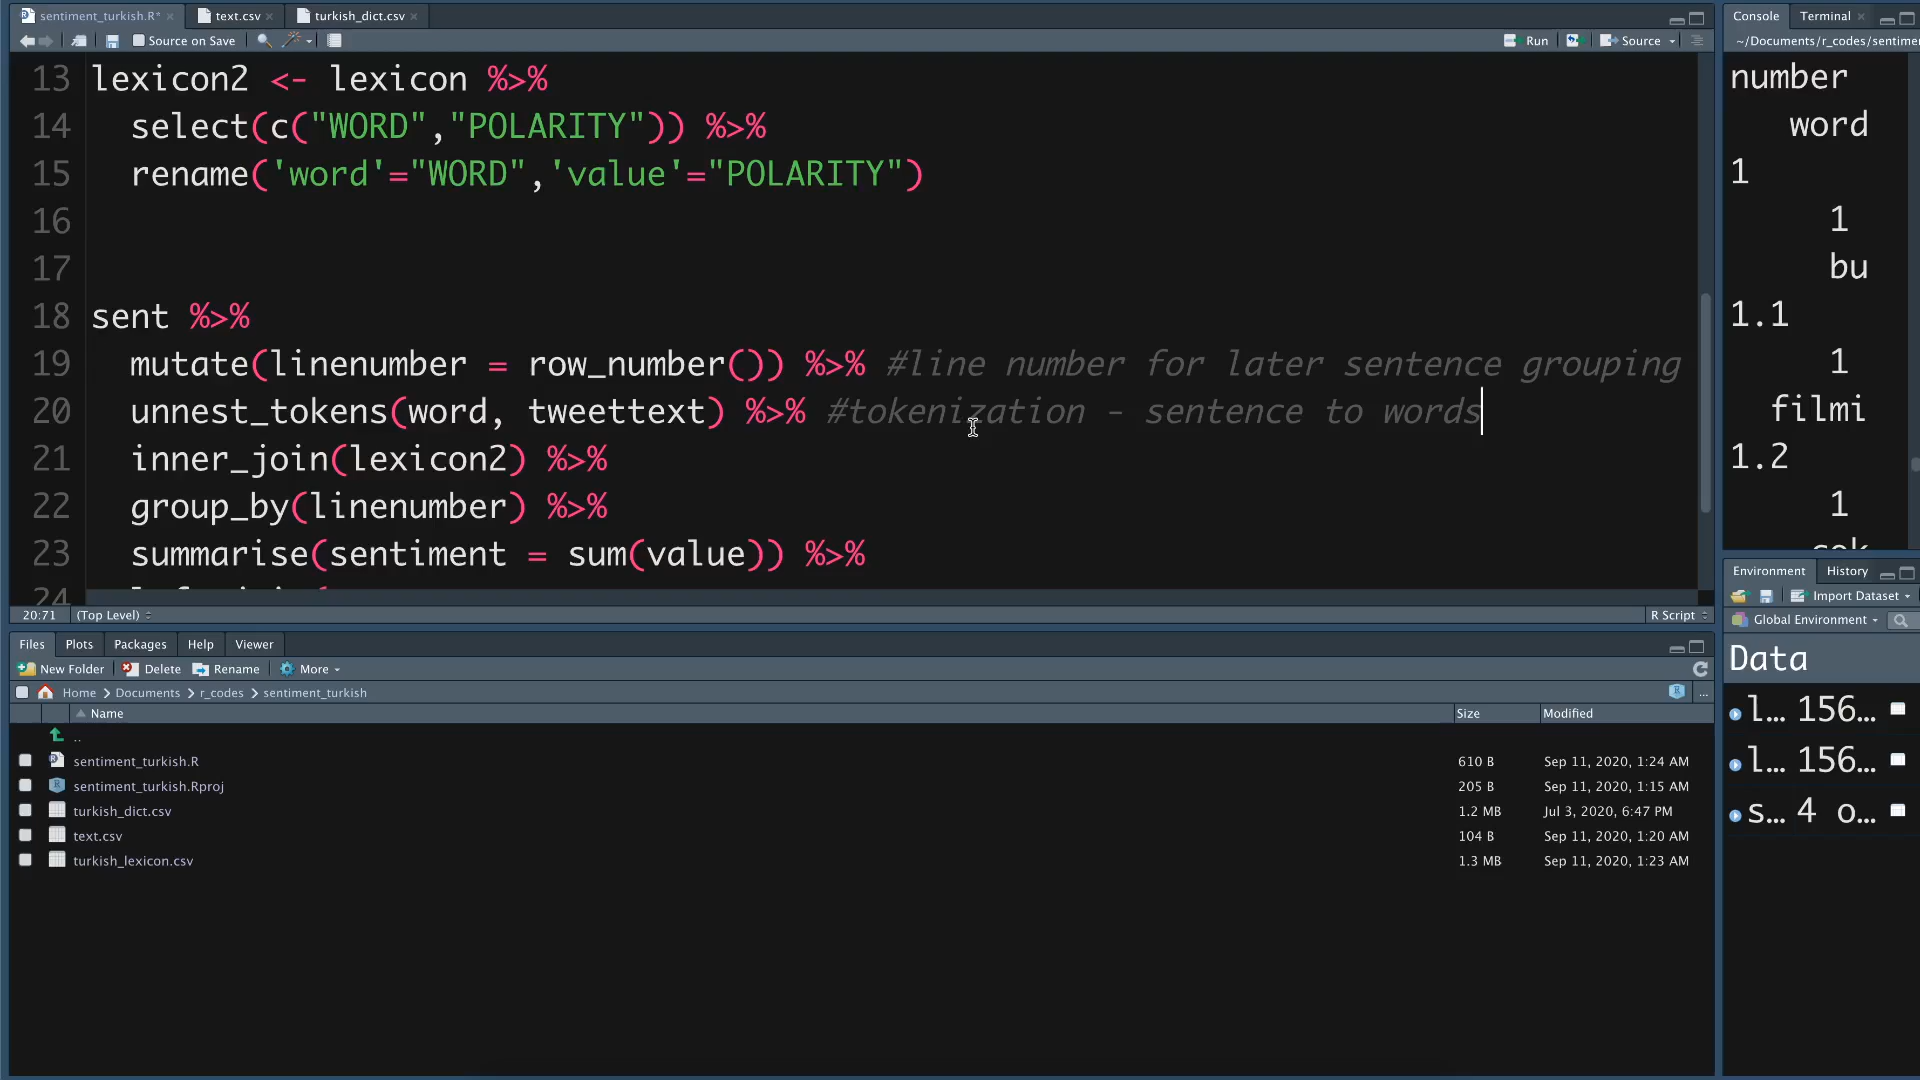 sentiment_turkish.R*
text.csv
turkish_dict.csv
Source on Save
Run
Source
13 lexicon2 <- lexicon %>%
14 select(c("WORD","POLARITY")) %>%
15 rename('word'="WORD",'value'="POLARITY")
16
17
18 sent %>%
19 mutate(linenumber = row_number()) %>% #line number for later sentence grouping
20 unnest_tokens(word, tweettext) %>% #tokenization - sentence to words
21 inner_join(lexicon2) %>%
22 group_by(linenumber) %>%
23 summarise(sentiment = sum(value)) %>%
24
20:71 (Top Level) R Script
Files Plots Packages Help Viewer
New Folder Delete Rename More
Home > Documents > r_codes > sentiment_turkish
...
Name Size Modified
..
sentiment_turkish.R 610 B Sep 11, 2020, 1:24 AM
sentiment_turkish.Rproj 205 B Sep 11, 2020, 1:15 AM
turkish_dict.csv 1.2 MB Jul 3, 2020, 6:47 PM
text.csv 104 B Sep 11, 2020, 1:20 AM
turkish_lexicon.csv 1.3 MB Sep 11, 2020, 1:23 AM
Console Terminal
~/Documents/r_codes/sentime
number
word
1
1
bu
1.1
1
filmi
1.2
1
Environment History
Import Dataset
Global Environment
Data
l... 156...
l... 156...
s... 4 o...